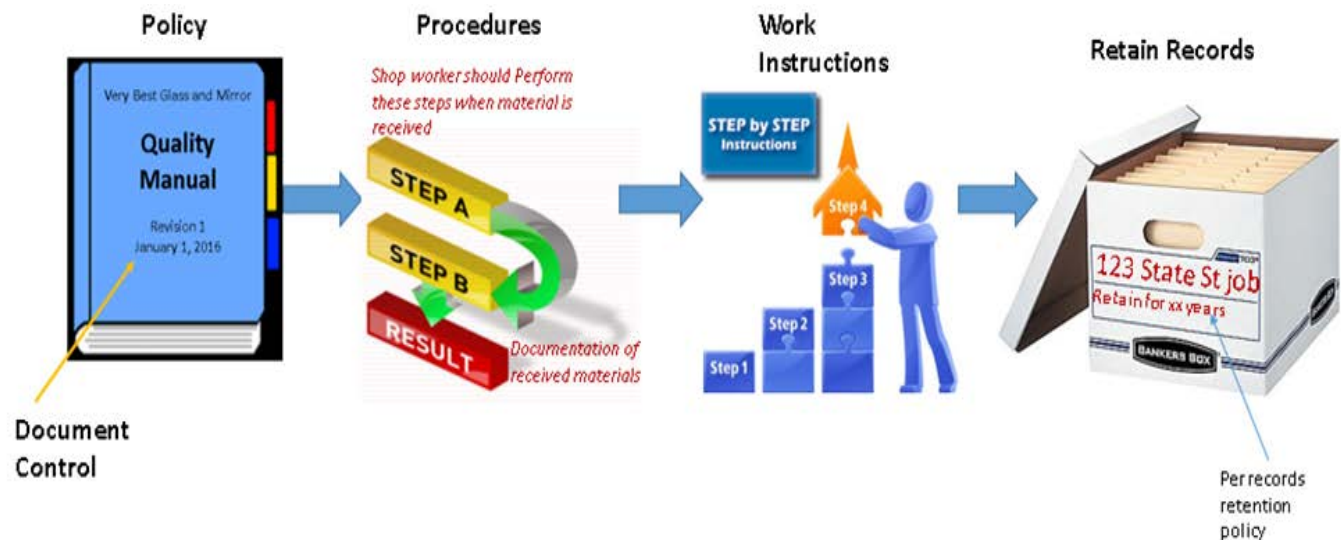 Policy
Very Best Glass and Mirror
Quality
Manual
Revision 1
January 1, 2016
Document
Control
Procedures
Shop worker should Perform
these steps when material is
received
STEP A
STEP B
RESULT
Documentation of
received materials
Work
Instructions
STEP by STEP
Instructions
Step 1
Step 2
Step 3
Step 4
Retain Records
123 State St job
Retain for xx years
BANKERS BOX
Per records
retention
policy